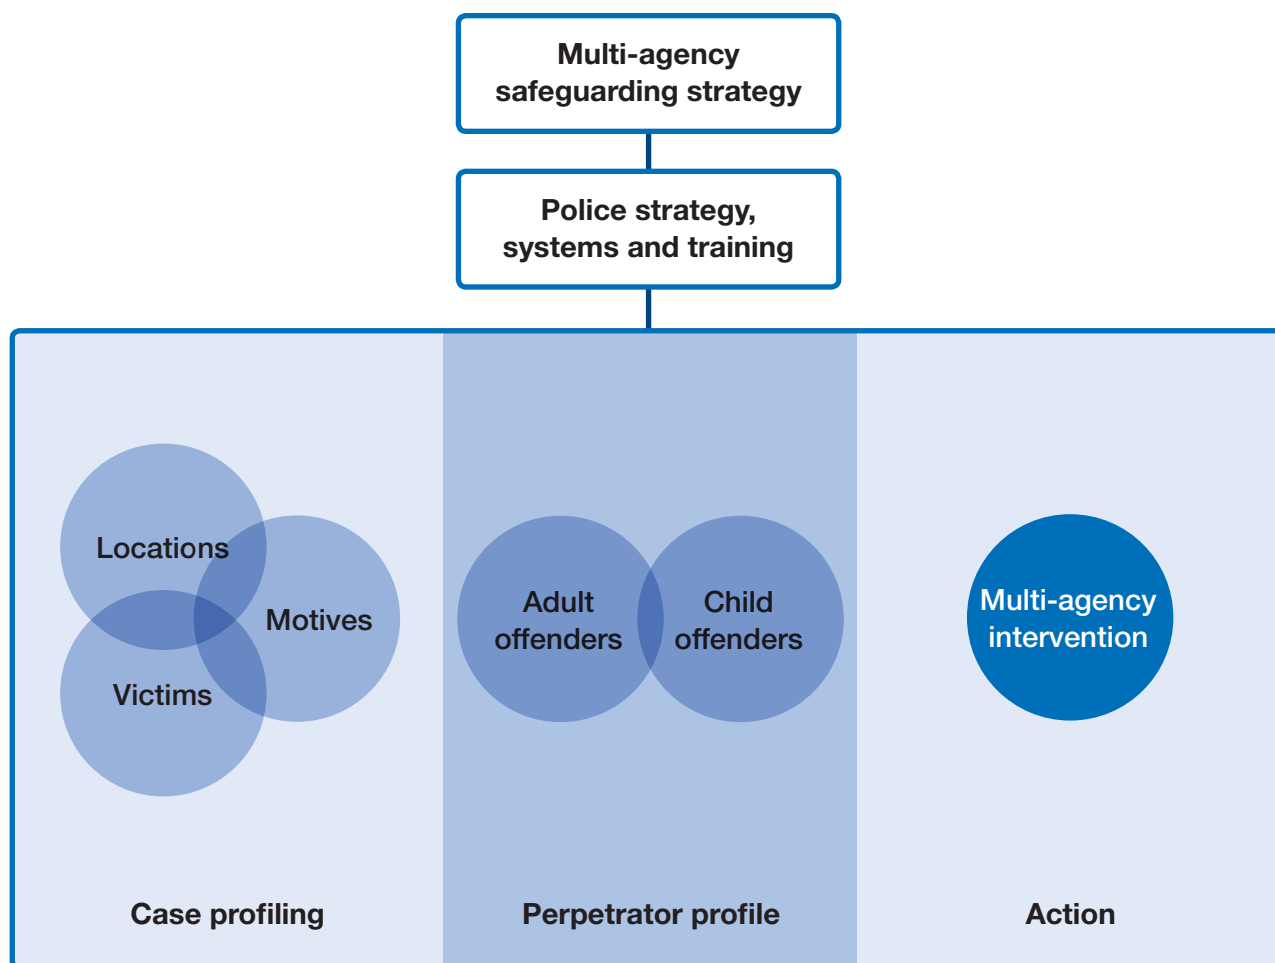 Multi-agency
safeguarding strategy
Police strategy,
systems and training
Locations
Motives
Victims
Adult
offenders
Child
offenders
Multi-agency
intervention
Case profiling
Perpetrator profile
Action